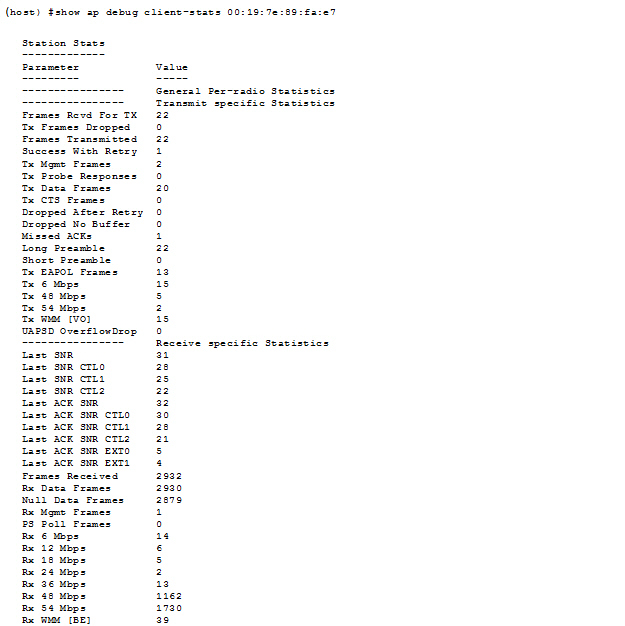 (host) #show ap debug client-stats 00:19:7e:89:fa:e7
Station Stats
-------------
Parameter Value
--------- -----
---------------- General Per-radio Statistics
---------------- Transmit specific Statistics
Frames Rcvd For TX 22
Tx Frames Dropped 0
Frames Transmitted 22
Success With Retry 1
Tx Mgmt Frames 2
Tx Probe Responses 0
Tx Data Frames 20
Tx CTS Frames 0
Dropped After Retry 0
Dropped No Buffer 0
Missed ACKs 1
Long Preamble 22
Short Preamble 0
Tx EAPOL Frames 13
Tx 6 Mbps 15
Tx 48 Mbps 5
Tx 54 Mbps 2
Tx WMM [VO] 15
UAPSD OverflowDrop 0
---------------- Receive specific Statistics
Last SNR 31
Last SNR CTL0 28
Last SNR CTL1 25
Last SNR CTL2 22
Last ACK SNR 32
Last ACK SNR CTL0 30
Last ACK SNR CTL1 28
Last ACK SNR CTL2 21
Last ACK SNR EXT0 5
Last ACK SNR EXT1 4
Frames Received 2932
Rx Data Frames 2930
Null Data Frames 2879
Rx Mgmt Frames 1
PS Poll Frames 0
Rx 6 Mbps 14
Rx 12 Mbps 6
Rx 18 Mbps 5
Rx 24 Mbps 2
Rx 36 Mbps 13
Rx 48 Mbps 1162
Rx 54 Mbps 1730
Rx WMM [BE] 39